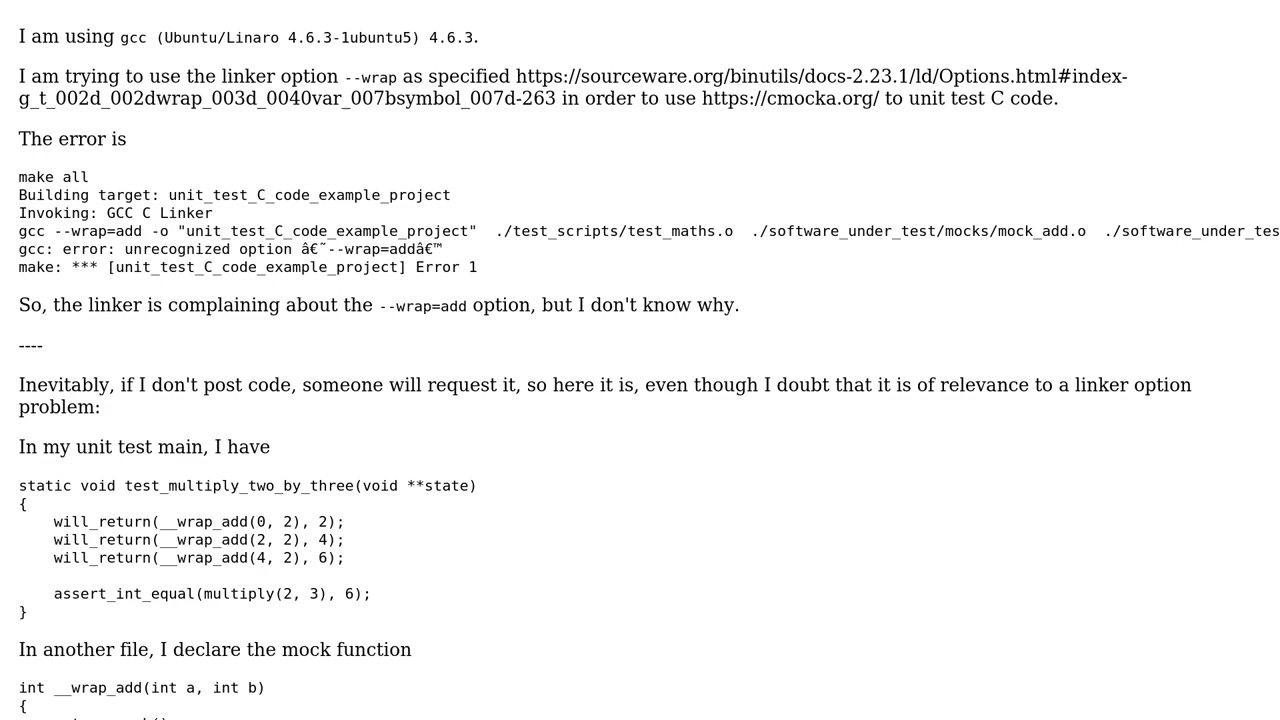 I am using gcc (Ubuntu/Linaro 4.6.3-1ubuntu5) 4.6.3.
I am trying to use the linker option --wrap as specified https://sourceware.org/binutils/docs-2.23.1/ld/Options.html#index-
g_t_002d_002dwrap_003d_0040var_007bsymbol_007d-263 in order to use https://cmocka.org/ to unit test C code.
The error is
make all
Building target: unit_test_C_code_example_project
Invoking: GCC C Linker
gcc --wrap=add -o "unit_test_C_code_example_project"  ./test_scripts/test_maths.o  ./software_under_test/mocks/mock_add.o  ./software_under_tes
gcc: error: unrecognized option â€˜--wrap=addâ€™
make: *** [unit_test_C_code_example_project] Error 1
So, the linker is complaining about the --wrap=add option, but I don't know why.
----
Inevitably, if I don't post code, someone will request it, so here it is, even though I doubt that it is of relevance to a linker option
problem:
In my unit test main, I have
static void test_multiply_two_by_three(void **state)
{
    will_return(__wrap_add(0, 2), 2);
    will_return(__wrap_add(2, 2), 4);
    will_return(__wrap_add(4, 2), 6);
    assert_int_equal(multiply(2, 3), 6);
}
In another file, I declare the mock function
int __wrap_add(int a, int b)
{